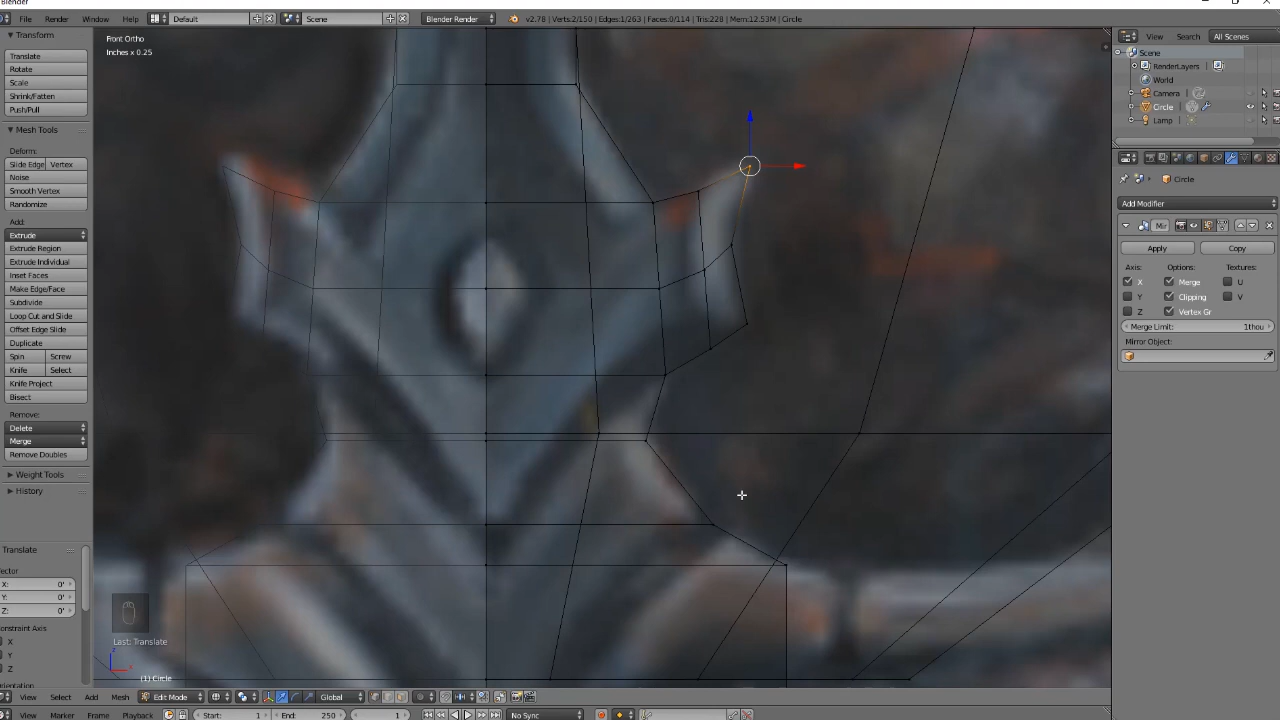 Blender
File Render Window Help Default Scene Blender Render v2.78 | Verts:2/150 | Edges:1/263 | Faces:0/114 | Tris:228 | Mem:12.53M | Circle
Transform
Translate
Rotate
Scale
Shrink/Fatten
Push/Pull
Mesh Tools
Deform:
Slide Edge Vertex
Noise
Smooth Vertex
Randomize
Add:
Extrude
Extrude Region
Extrude Individual
Inset Faces
Make Edge/Face
Subdivide
Loop Cut and Slide
Offset Edge Slide
Duplicate
Spin Screw
Knife Select
Knife Project
Bisect
Remove:
Delete
Merge
Remove Doubles
Weight Tools
History
Translate
Vector
X: 0'
Y: 0'
Z: 0'
Constraint Axis
X
Y
Z
Orientation
Front Ortho
Inches x 0.25
Last: Translate
z
x
(1) Circle
View Select Add Mesh Edit Mode Global
View Marker Frame Playback Start: 1 End: 250 1 No Sync
View Search All Scenes
Scene
RenderLayers
World
Camera
Circle
Lamp
Circle
Add Modifier
Mir
Apply Copy
Axis: Options: Textures:
X Merge U
Y Clipping V
Z Vertex Gr
Merge Limit: 1thou
Mirror Object: